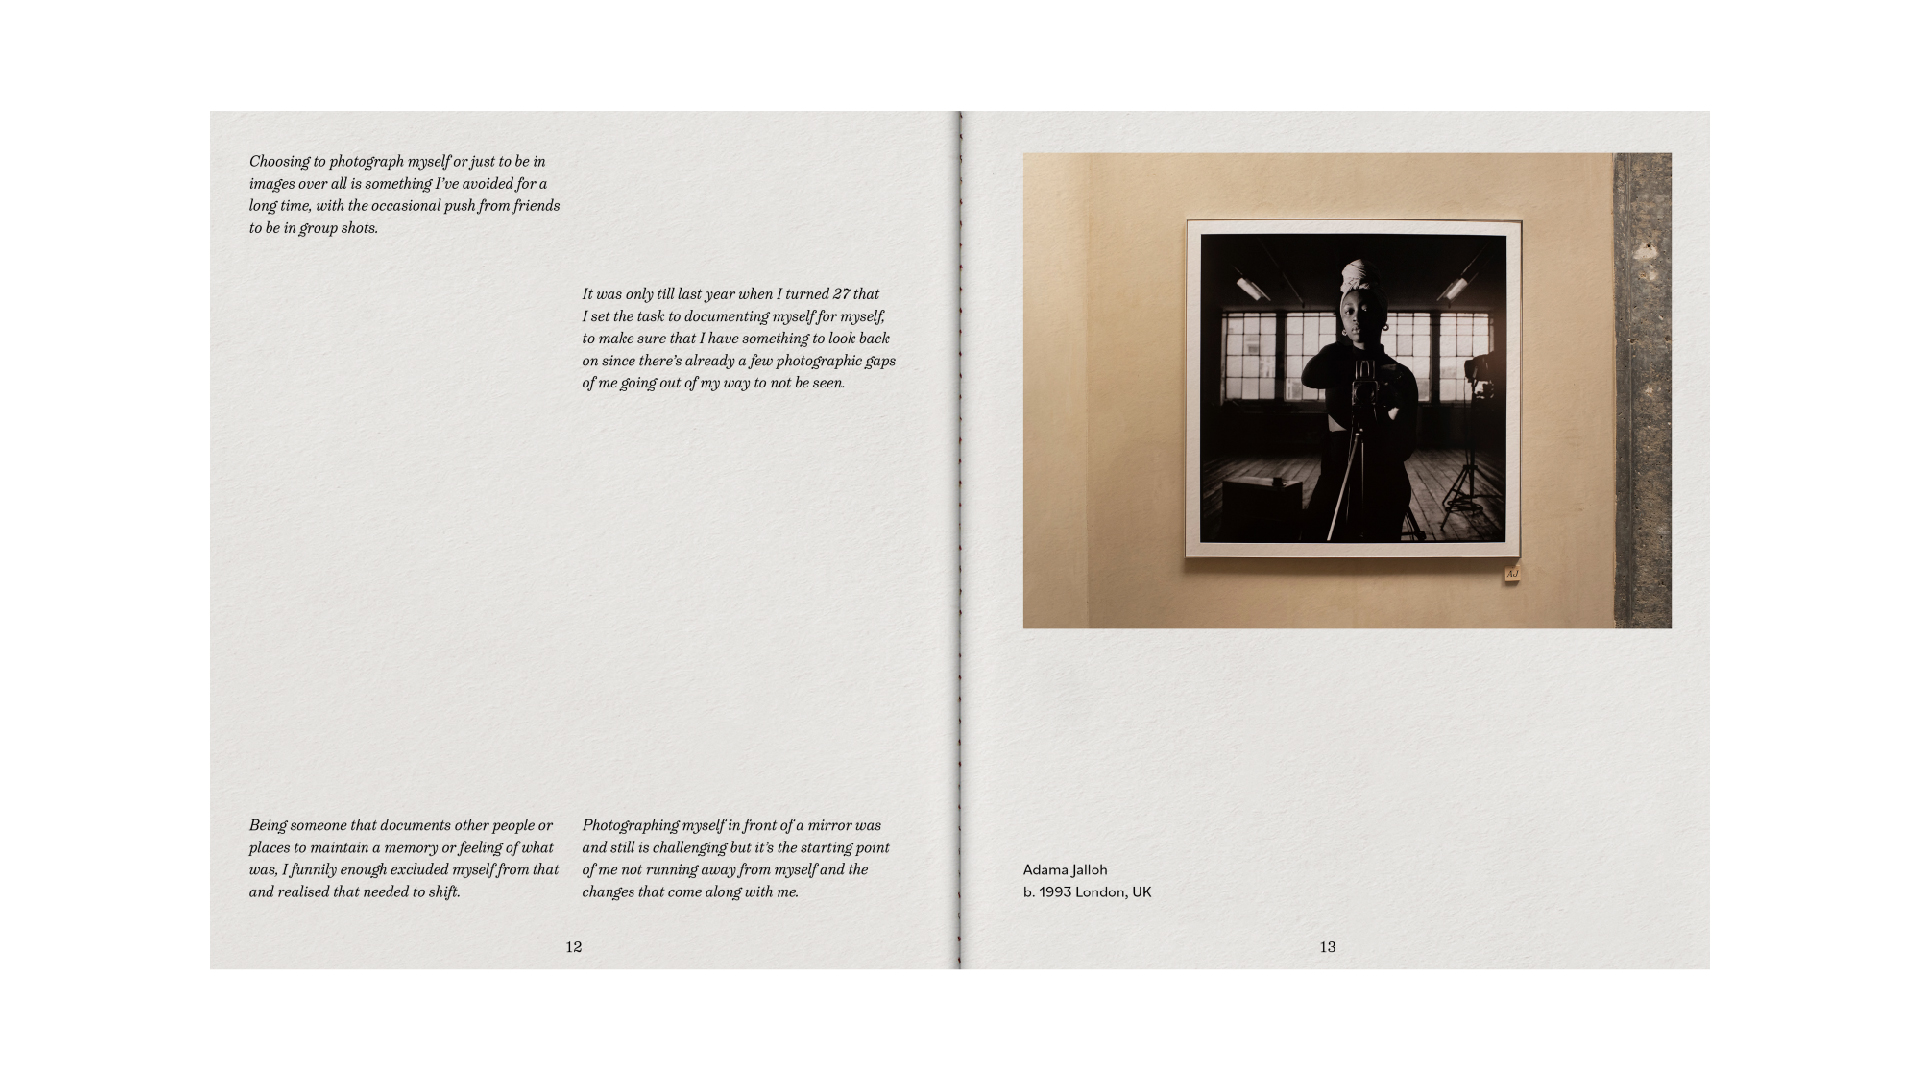 Choosing to photograph myself or just to be in
images over all is something I've avoided for a
long time, with the occasional push from friends
to be in group shots.
It was only till last year when I turned 27 that
I set the task to documenting myself for myself,
to make sure that I have something to look back
on since there's already a few photographic gaps
of me going out of my way to not be seen.
Being someone that documents other people or
places to maintain a memory or feeling of what
was, I funnily enough excluded myself from that
and realised that needed to shift.
Photographing myself in front of a mirror was
and still is challenging but it's the starting point
of me not running away from myself and the
changes that come along with me.
12
AJ
Adama Jalloh
b. 1993 London, UK
13